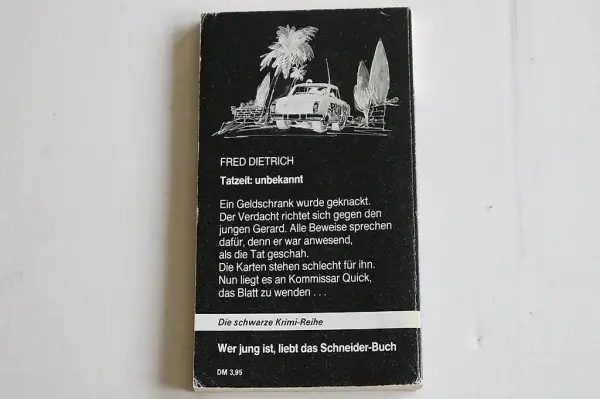 FRED DIETRICH
Tatzeit: unbekannt
Ein Geldschrank wurde geknackt.
Der Verdacht richtet sich gegen den
jungen Gerard. Alle Beweise sprechen
dafür, denn er war anwesend,
als die Tat geschah.
Die Karten stehen schlecht für ihn.
Nun liegt es an Kommissar Quick,
das Blatt zu wenden . . .
Die schwarze Krimi-Reihe
Wer jung ist, liebt das Schneider-Buch
DM 3,95